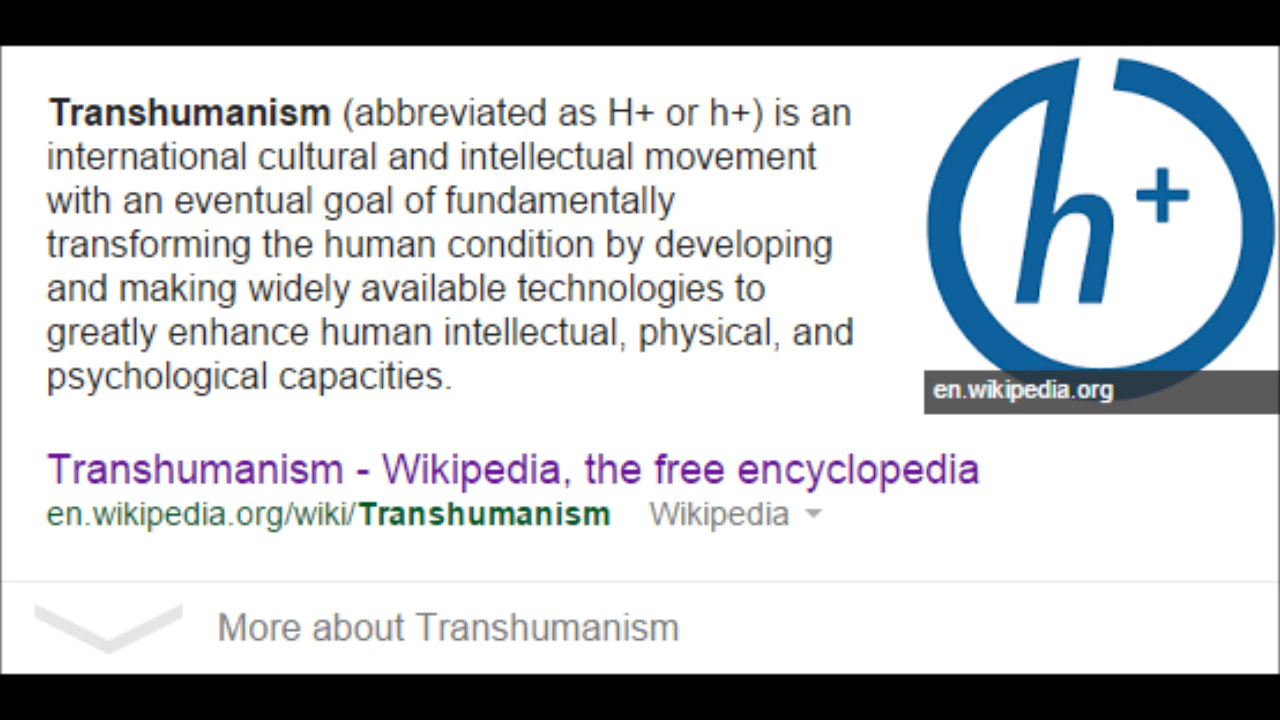 Transhumanism (abbreviated as H+ or h+) is an
international cultural and intellectual movement
with an eventual goal of fundamentally
transforming the human condition by developing
and making widely available technologies to
greatly enhance human intellectual, physical, and
psychological capacities.
h+
en.wikipedia.org
Transhumanism - Wikipedia, the free encyclopedia
en.wikipedia.org/wiki/Transhumanism Wikipedia
More about Transhumanism